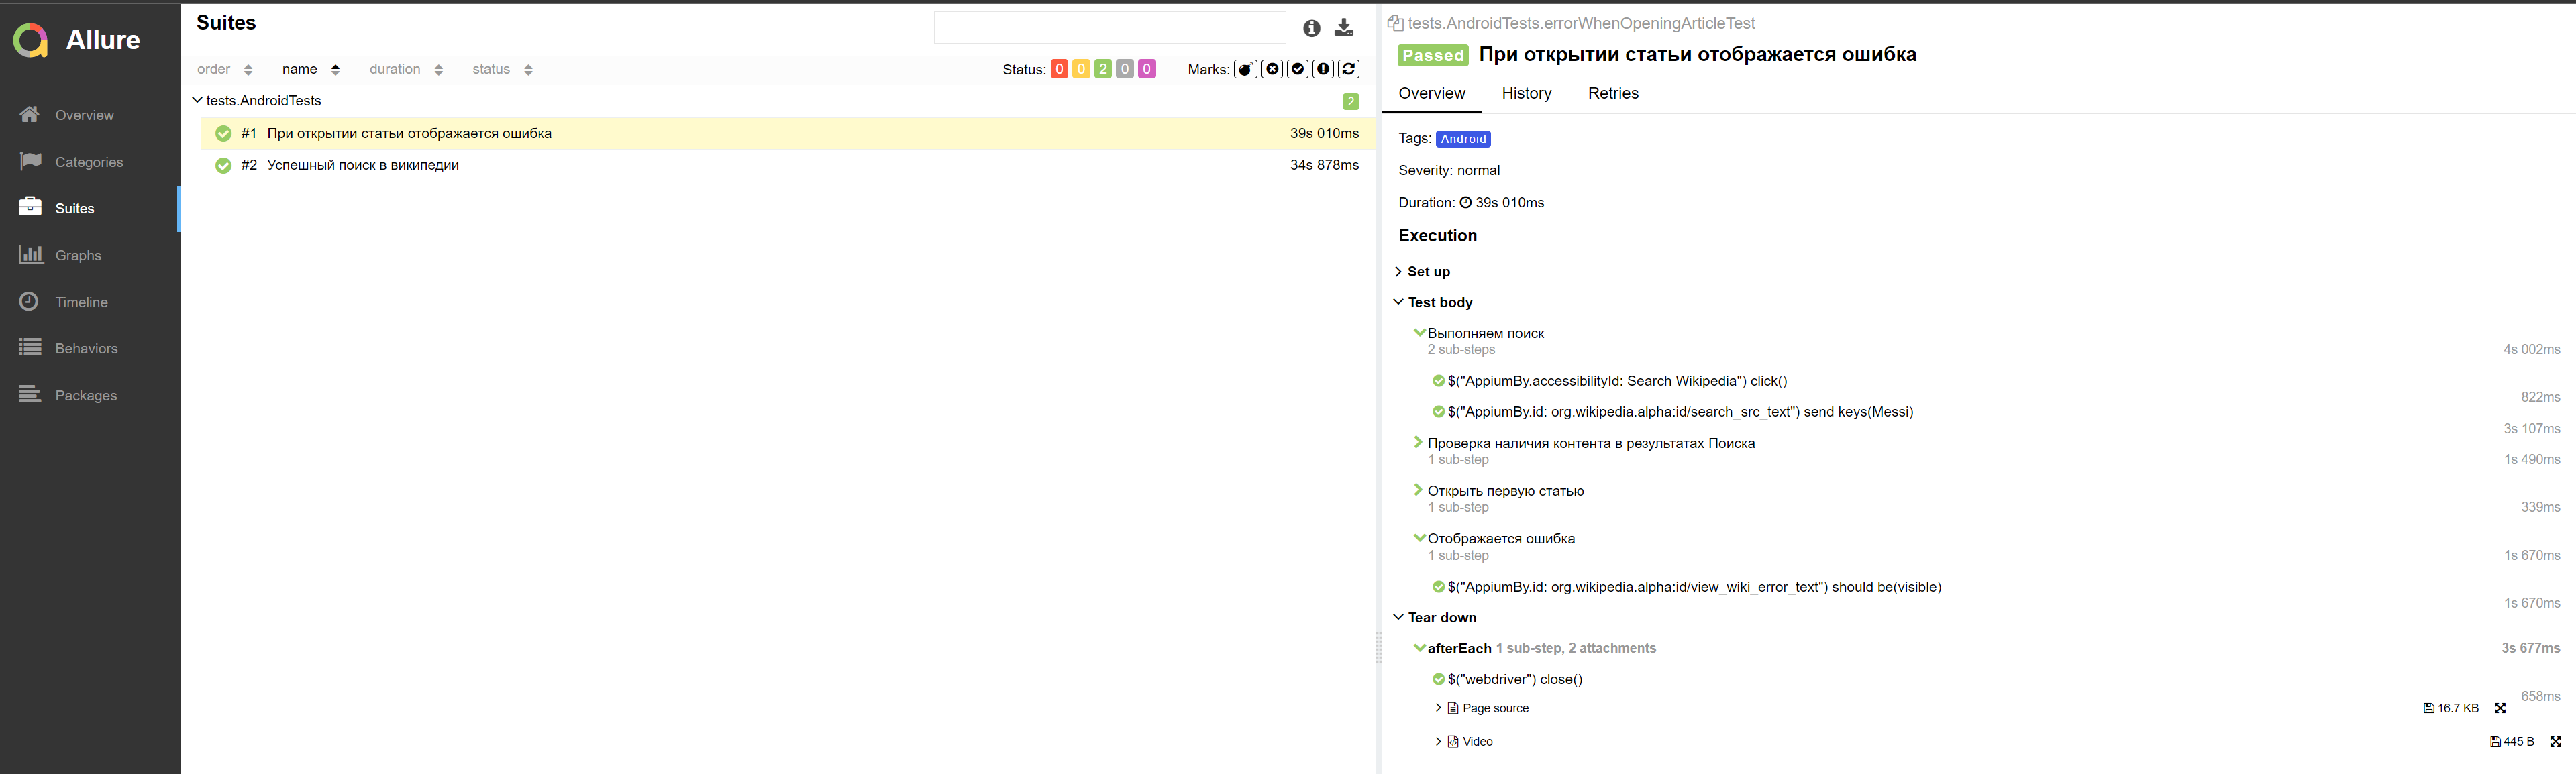 Allure
Overview
Categories
Suites
Graphs
Timeline
Behaviors
Packages
Suites
order name duration status Status: 0 0 2 0 0 Marks:
tests.AndroidTests 2
#1 При открытии статьи отображается ошибка 39s 010ms
#2 Успешный поиск в википедии 34s 878ms
tests.AndroidTests.errorWhenOpeningArticleTest
Passed При открытии статьи отображается ошибка
Overview History Retries
Tags: Android
Severity: normal
Duration: 39s 010ms
Execution
Set up
Test body
Выполняем поиск
2 sub-steps 4s 002ms
$("AppiumBy.accessibilityId: Search Wikipedia") click()
822ms
$("AppiumBy.id: org.wikipedia.alpha:id/search_src_text") send keys(Messi)
3s 107ms
Проверка наличия контента в результатах Поиска
1 sub-step 1s 490ms
Открыть первую статью
1 sub-step 339ms
Отображается ошибка
1 sub-step 1s 670ms
$("AppiumBy.id: org.wikipedia.alpha:id/view_wiki_error_text") should be(visible)
1s 670ms
Tear down
afterEach 1 sub-step, 2 attachments 3s 677ms
$("webdriver") close()
658ms
Page source 16.7 KB
Video 445 B